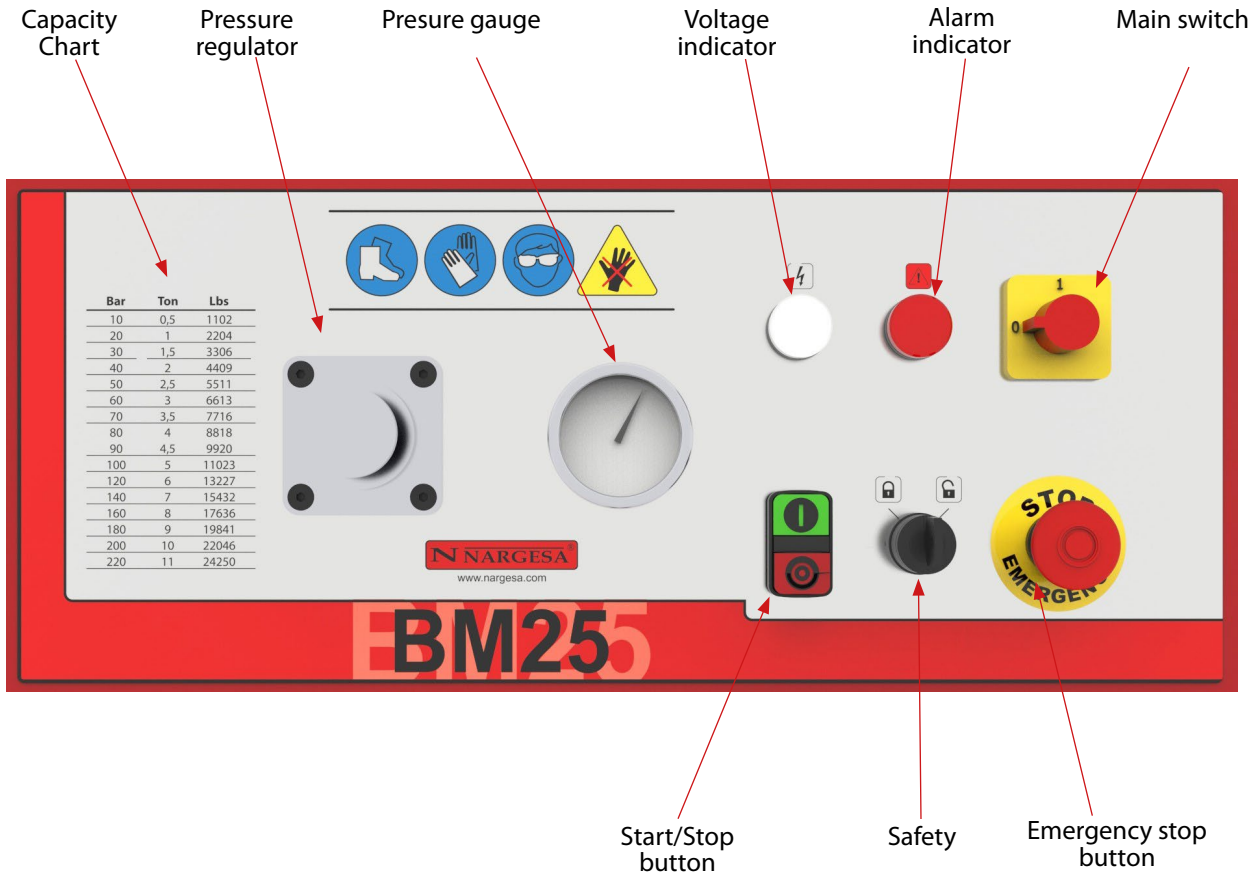 Capacity
Chart
Pressure
regulator
Presure gauge
Voltage
indicator
Alarm
indicator
Main switch
Bar Ton Lbs
10 0,5 1102
20 1 2204
30 1,5 3306
40 2 4409
50 2,5 5511
60 3 6613
70 3,5 7716
80 4 8818
90 4,5 9920
100 5 11023
120 6 13227
140 7 15432
160 8 17636
180 9 19841
200 10 22046
220 11 24250
1
0
STOP
EMERGENC
N NARGESA®
www.nargesa.com
BM25
Start/Stop
button
Safety
Emergency stop
button